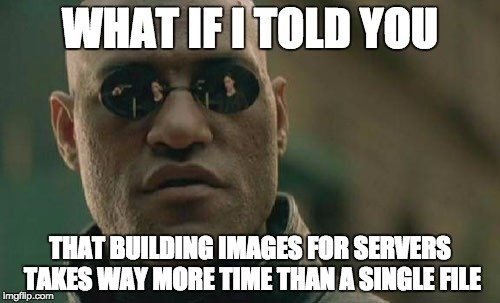 WHAT IF I TOLD YOU
THAT BUILDING IMAGES FOR SERVERS
TAKES WAY MORE TIME THAN A SINGLE FILE
imgflip.com